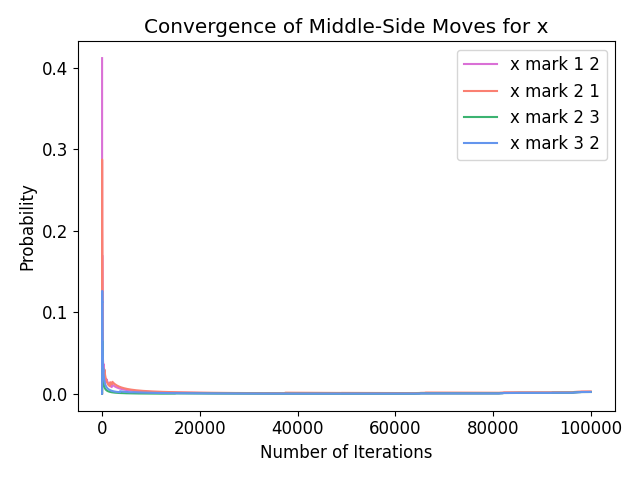 Convergence of Middle-Side Moves for x
x mark 1 2
x mark 2 1
x mark 2 3
x mark 3 2
0.4
0.3
0.2
0.1
0.0
Probability
0 20000 40000 60000 80000 100000
Number of Iterations